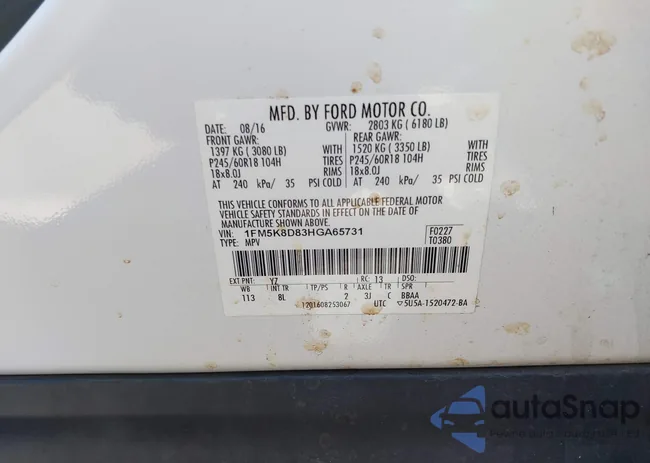 MFD. BY FORD MOTOR CO.
DATE: 08/16 GVWR: 2803 KG ( 6180 LB)
FRONT GAWR: REAR GAWR:
1397 KG ( 3080 LB) WITH 1520 KG ( 3350 LB) WITH
P245/60R18 104H TIRES P245/60R18 104H TIRES
18x8.0J RIMS 18x8.0J RIMS
AT 240 kPa/ 35 PSI COLD AT 240 kPa/ 35 PSI COLD
THIS VEHICLE CONFORMS TO ALL APPLICABLE FEDERAL MOTOR
VEHICLE SAFETY STANDARDS IN EFFECT ON THE DATE OF
MANUFACTURE SHOWN ABOVE.
VIN: 1FM5K8D83HGA65731 F0227
TYPE: MPV T0380
EXT PNT: YZ RC: 13 DSO:
WB INT TR TP/PS R AXLE TR SPR
113 BL 2 3J C BBAA
1201608253067 UTC ▽5U5A-1520472-BA
autoSnap